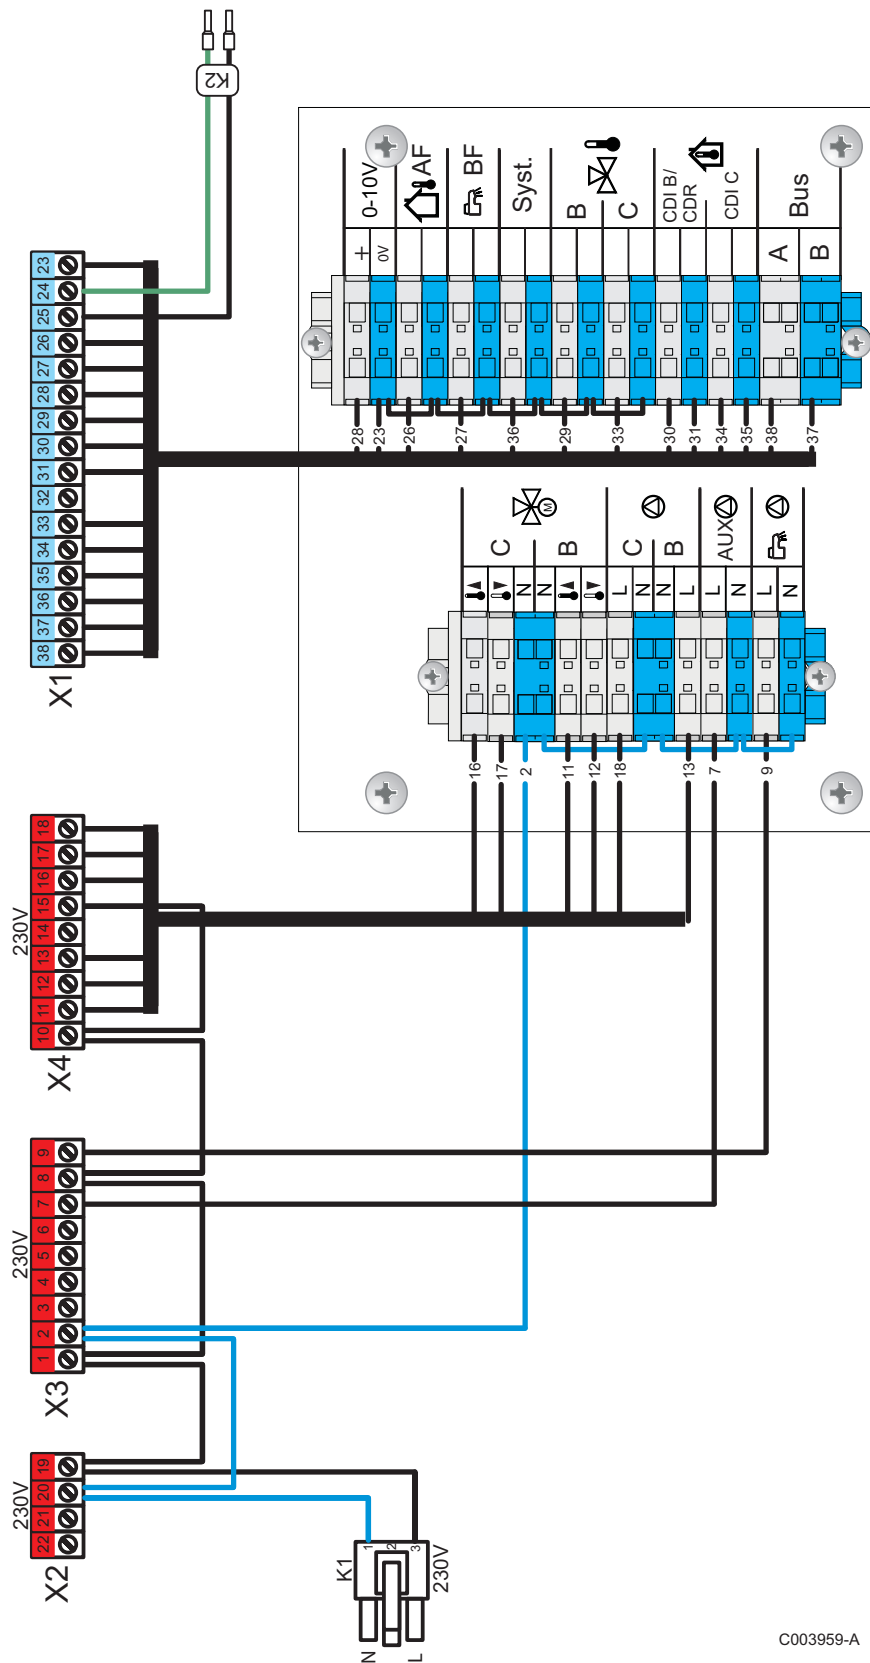 K2
23
24
25
26
27
28
29
30
31
32
33
34
35
36
37
38
X1
0-10V
AF
BF
Syst.
B
C
CDI B/
CDR
CDI C
Bus
+
0V
A
B
28
23
26
27
36
29
33
30
31
34
35
38
37
230V
18
17
16
15
14
13
12
11
10
X4
C
M
B
C
B
AUX
N
N
L
N
N
L
L
N
L
N
16
17
2
11
12
18
13
7
9
230V
9
8
7
6
5
4
3
2
1
X3
230V
19
20
21
22
X2
K1
1
2
3
230V
N
L
C003959-A